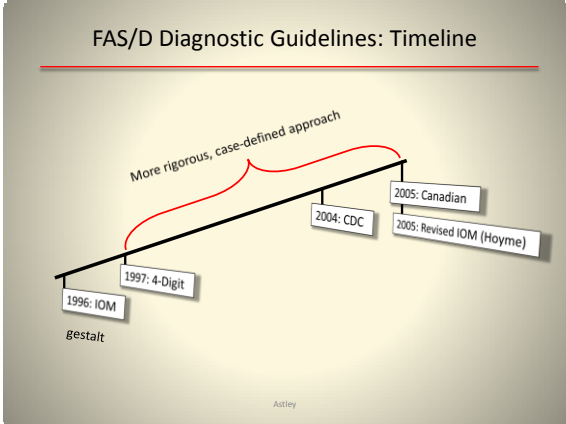 FAS/D Diagnostic Guidelines: Timeline
More rigorous, case-defined approach
2005: Canadian
2004: CDC
2005: Revised IOM (Hoyme)
1997: 4-Digit
1996: IOM
gestalt
Astley